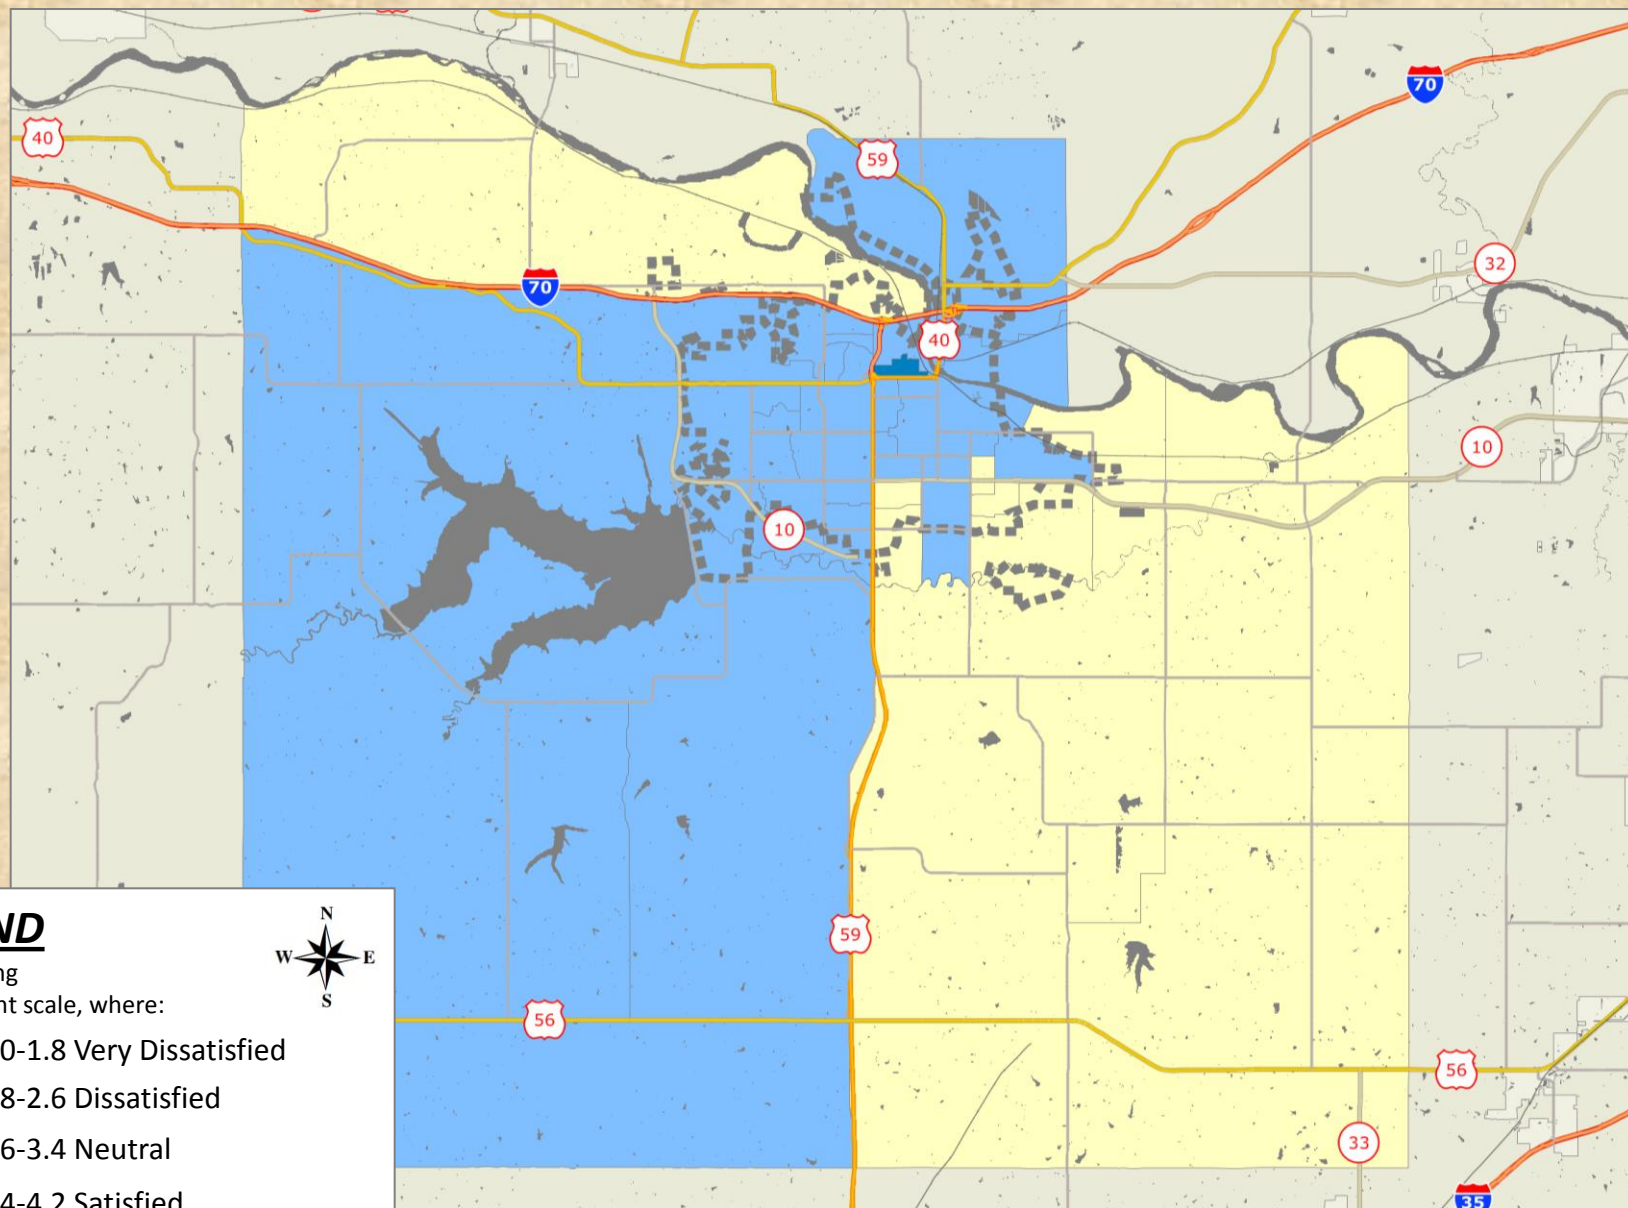 70
40
59
32
70
40
10
10
59
56
56
33
35
ND
N
W E
S
ng
nt scale, where:
0-1.8 Very Dissatisfied
8-2.6 Dissatisfied
6-3.4 Neutral
4-4.2 Satisfied